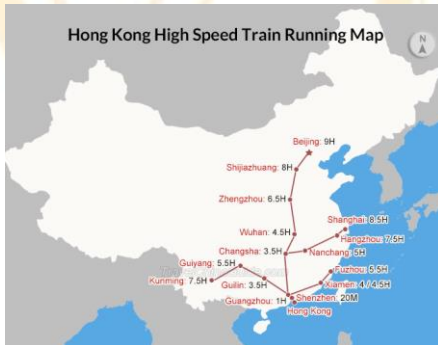 Hong Kong High Speed Train Running Map
N
Beijing: 9H
Shijiazhuang: 8H
Zhengzhou: 6.5H
Wuhan: 4.5H
Shanghai: 8.5H
Hangzhou: 7.5H
Changsha: 3.5H
Nanchang: 5H
Guiyang: 5.5H
Fuzhou: 5.5H
Kunming: 7.5H
Guilin: 3.5H
Xiamen: 4 / 4.5H
Guangzhou: 1H
Shenzhen: 20M
Hong Kong